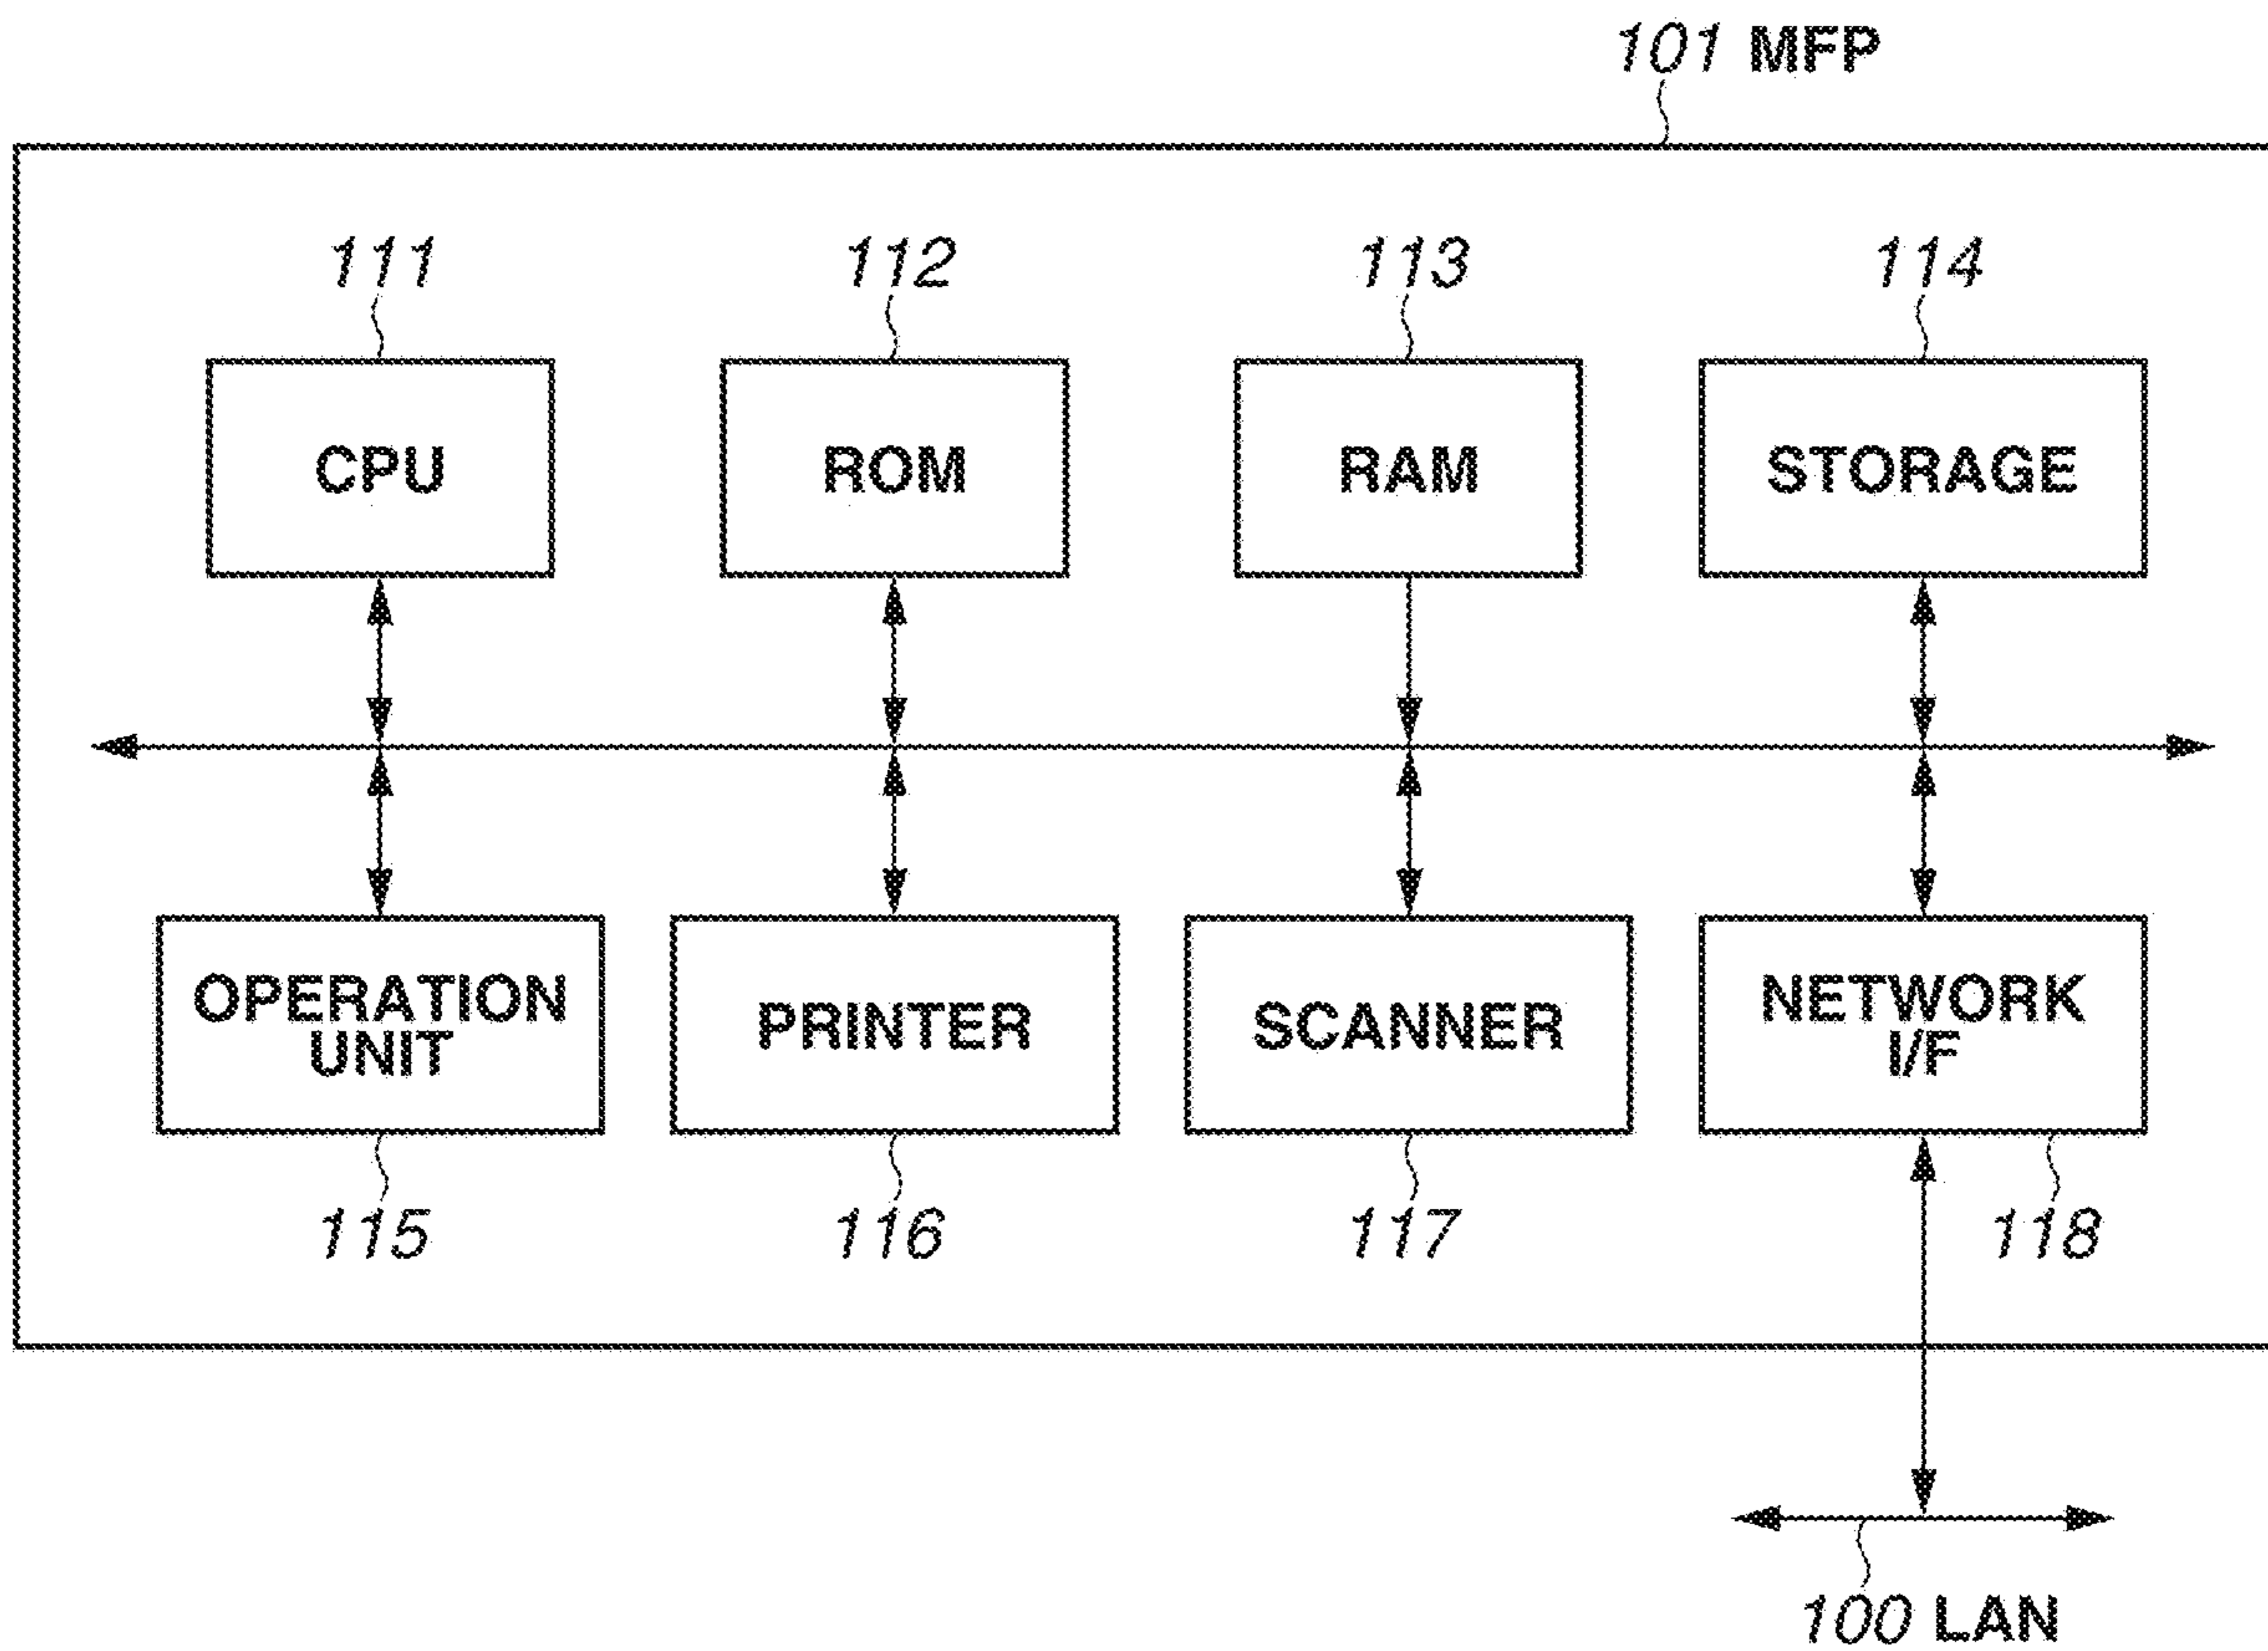 101 MFP
111
112
113
114
CPU
ROM
RAM
STORAGE
OPERATION
UNIT
PRINTER
SCANNER
NETWORK
I/F
115
116
117
118
100 LAN